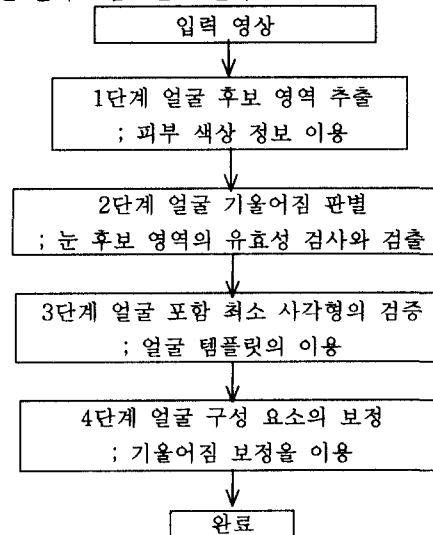 입력 영상
1단계 얼굴 후보 영역 추출
; 피부 색상 정보 이용
2단계 얼굴 기울어짐 판별
; 눈 후보 영역의 유효성 검사와 검출
3단계 얼굴 포함 최소 사각형의 검증
; 얼굴 템플릿의 이용
4단계 얼굴 구성 요소의 보정
; 기울어짐 보정을 이용
완료